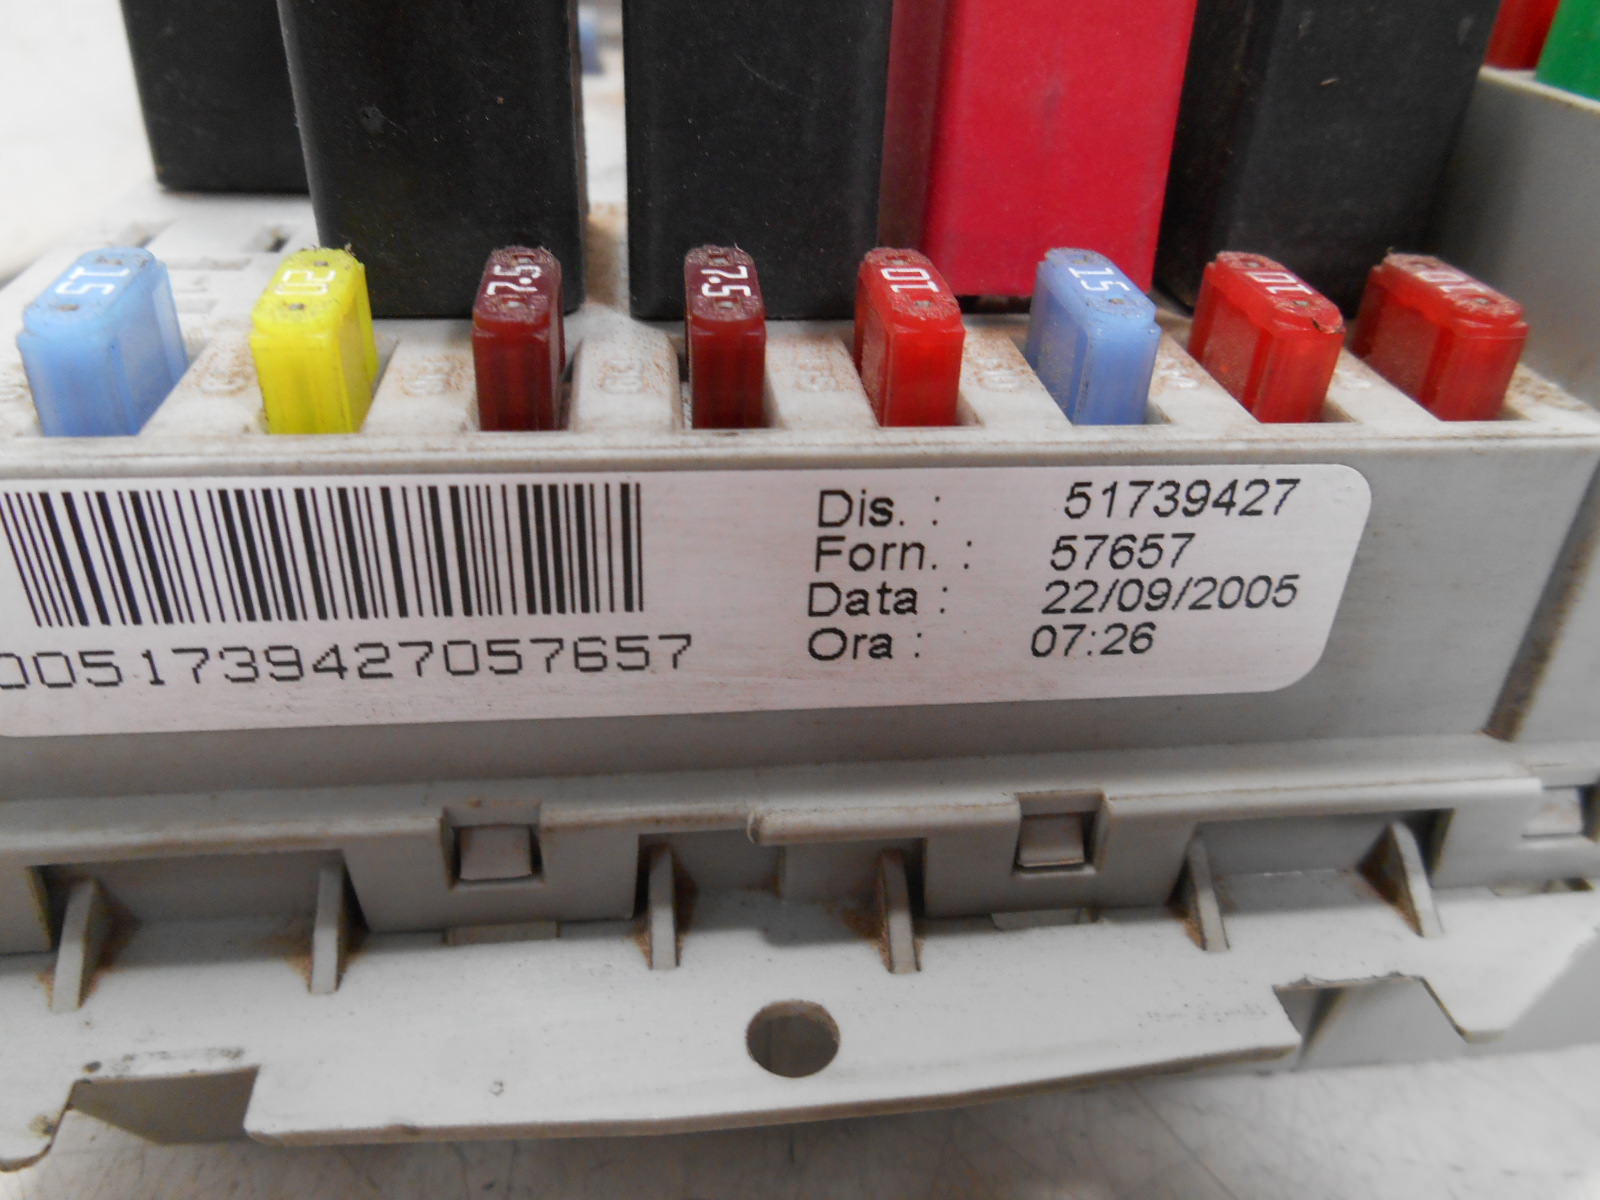 15 20 7.5 7.5 10 15 10 10
Dis. : 51739427
Forn. : 57657
Data : 22/09/2005
Ora : 07:26
0051739427057657